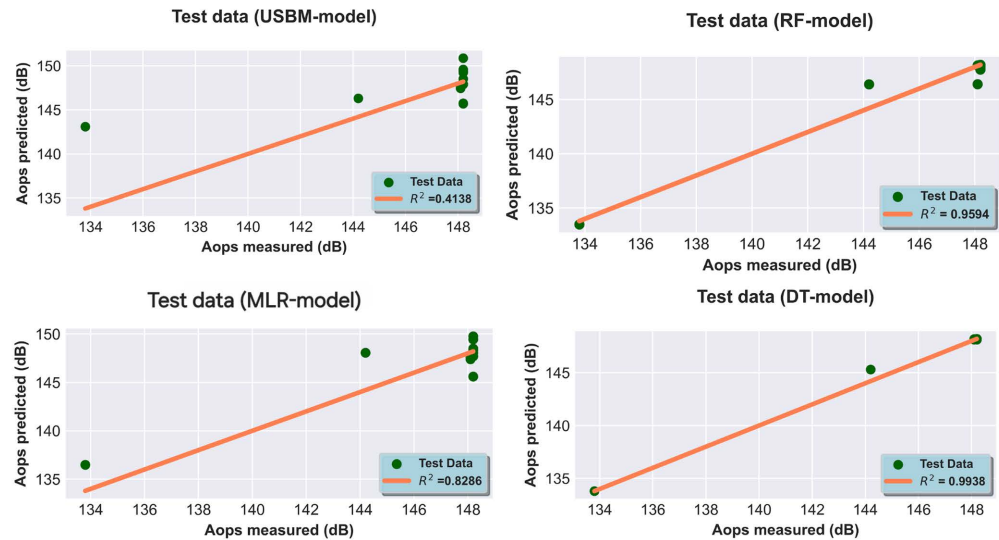 Test data (USBM-model)
Aops predicted (dB)
150
145
140
135
134 136 138 140 142 144 146 148
Aops measured (dB)
Test Data
R² =0.4138
Test data (RF-model)
Aops predicted (dB)
145
135
134 136 138 140 142 144 146 148
Aops measured (dB)
Test Data
R² = 0.9594
Test data (MLR-model)
Aops predicted (dB)
150
145
140
135
134 136 138 140 142 144 146 148
Aops measured (dB)
Test Data
R² =0.8286
Test data (DT-model)
Aops predicted (dB)
145
135
134 136 138 140 142 144 146 148
Aops measured (dB)
Test Data
R² = 0.9938